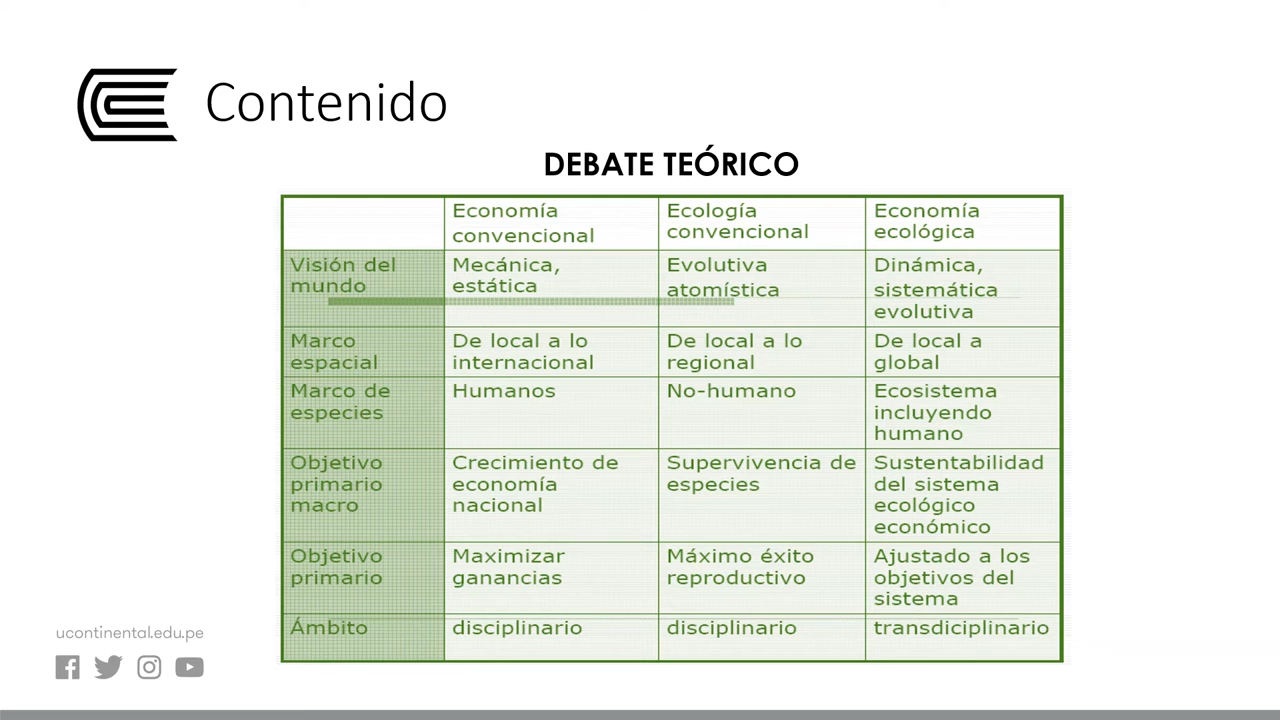 Contenido
DEBATE TEÓRICO
Economía
convencional
Ecología
convencional
Economía
ecológica
Visión del
mundo
Mecánica,
estática
Evolutiva
atomística
Dinámica,
sistemática
evolutiva
Marco
espacial
De local a lo
internacional
De local a lo
regional
De local a
global
Marco de
especies
Humanos
No-humano
Ecosistema
incluyendo
humano
Objetivo
primario
macro
Crecimiento de
economía
nacional
Supervivencia de
especies
Sustentabilidad
del sistema
ecológico
económico
Objetivo
primario
Maximizar
ganancias
Máximo éxito
reproductivo
Ajustado a los
objetivos del
sistema
Ámbito
disciplinario
disciplinario
transdiciplinario
ucontinental.edu.pe